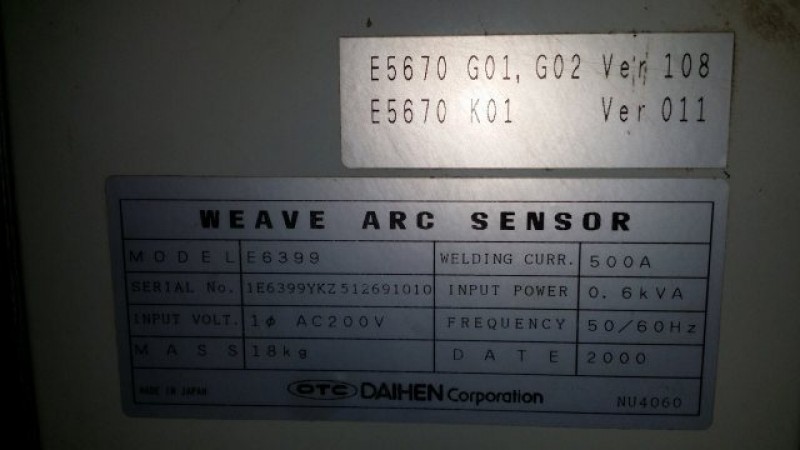 E5670 G01, G02 Ver 108
E5670 K01 Ver 011
WEAVE ARC SENSOR
MODEL E6399 WELDING CURR. 500A
SERIAL No. 1E6399YKZ512691010 INPUT POWER 0.6kVA
INPUT VOLT. 1φ AC200V FREQUENCY 50/60Hz
MASS 18kg DATE 2000
MADE IN JAPAN OTC DAIHEN Corporation NU4060